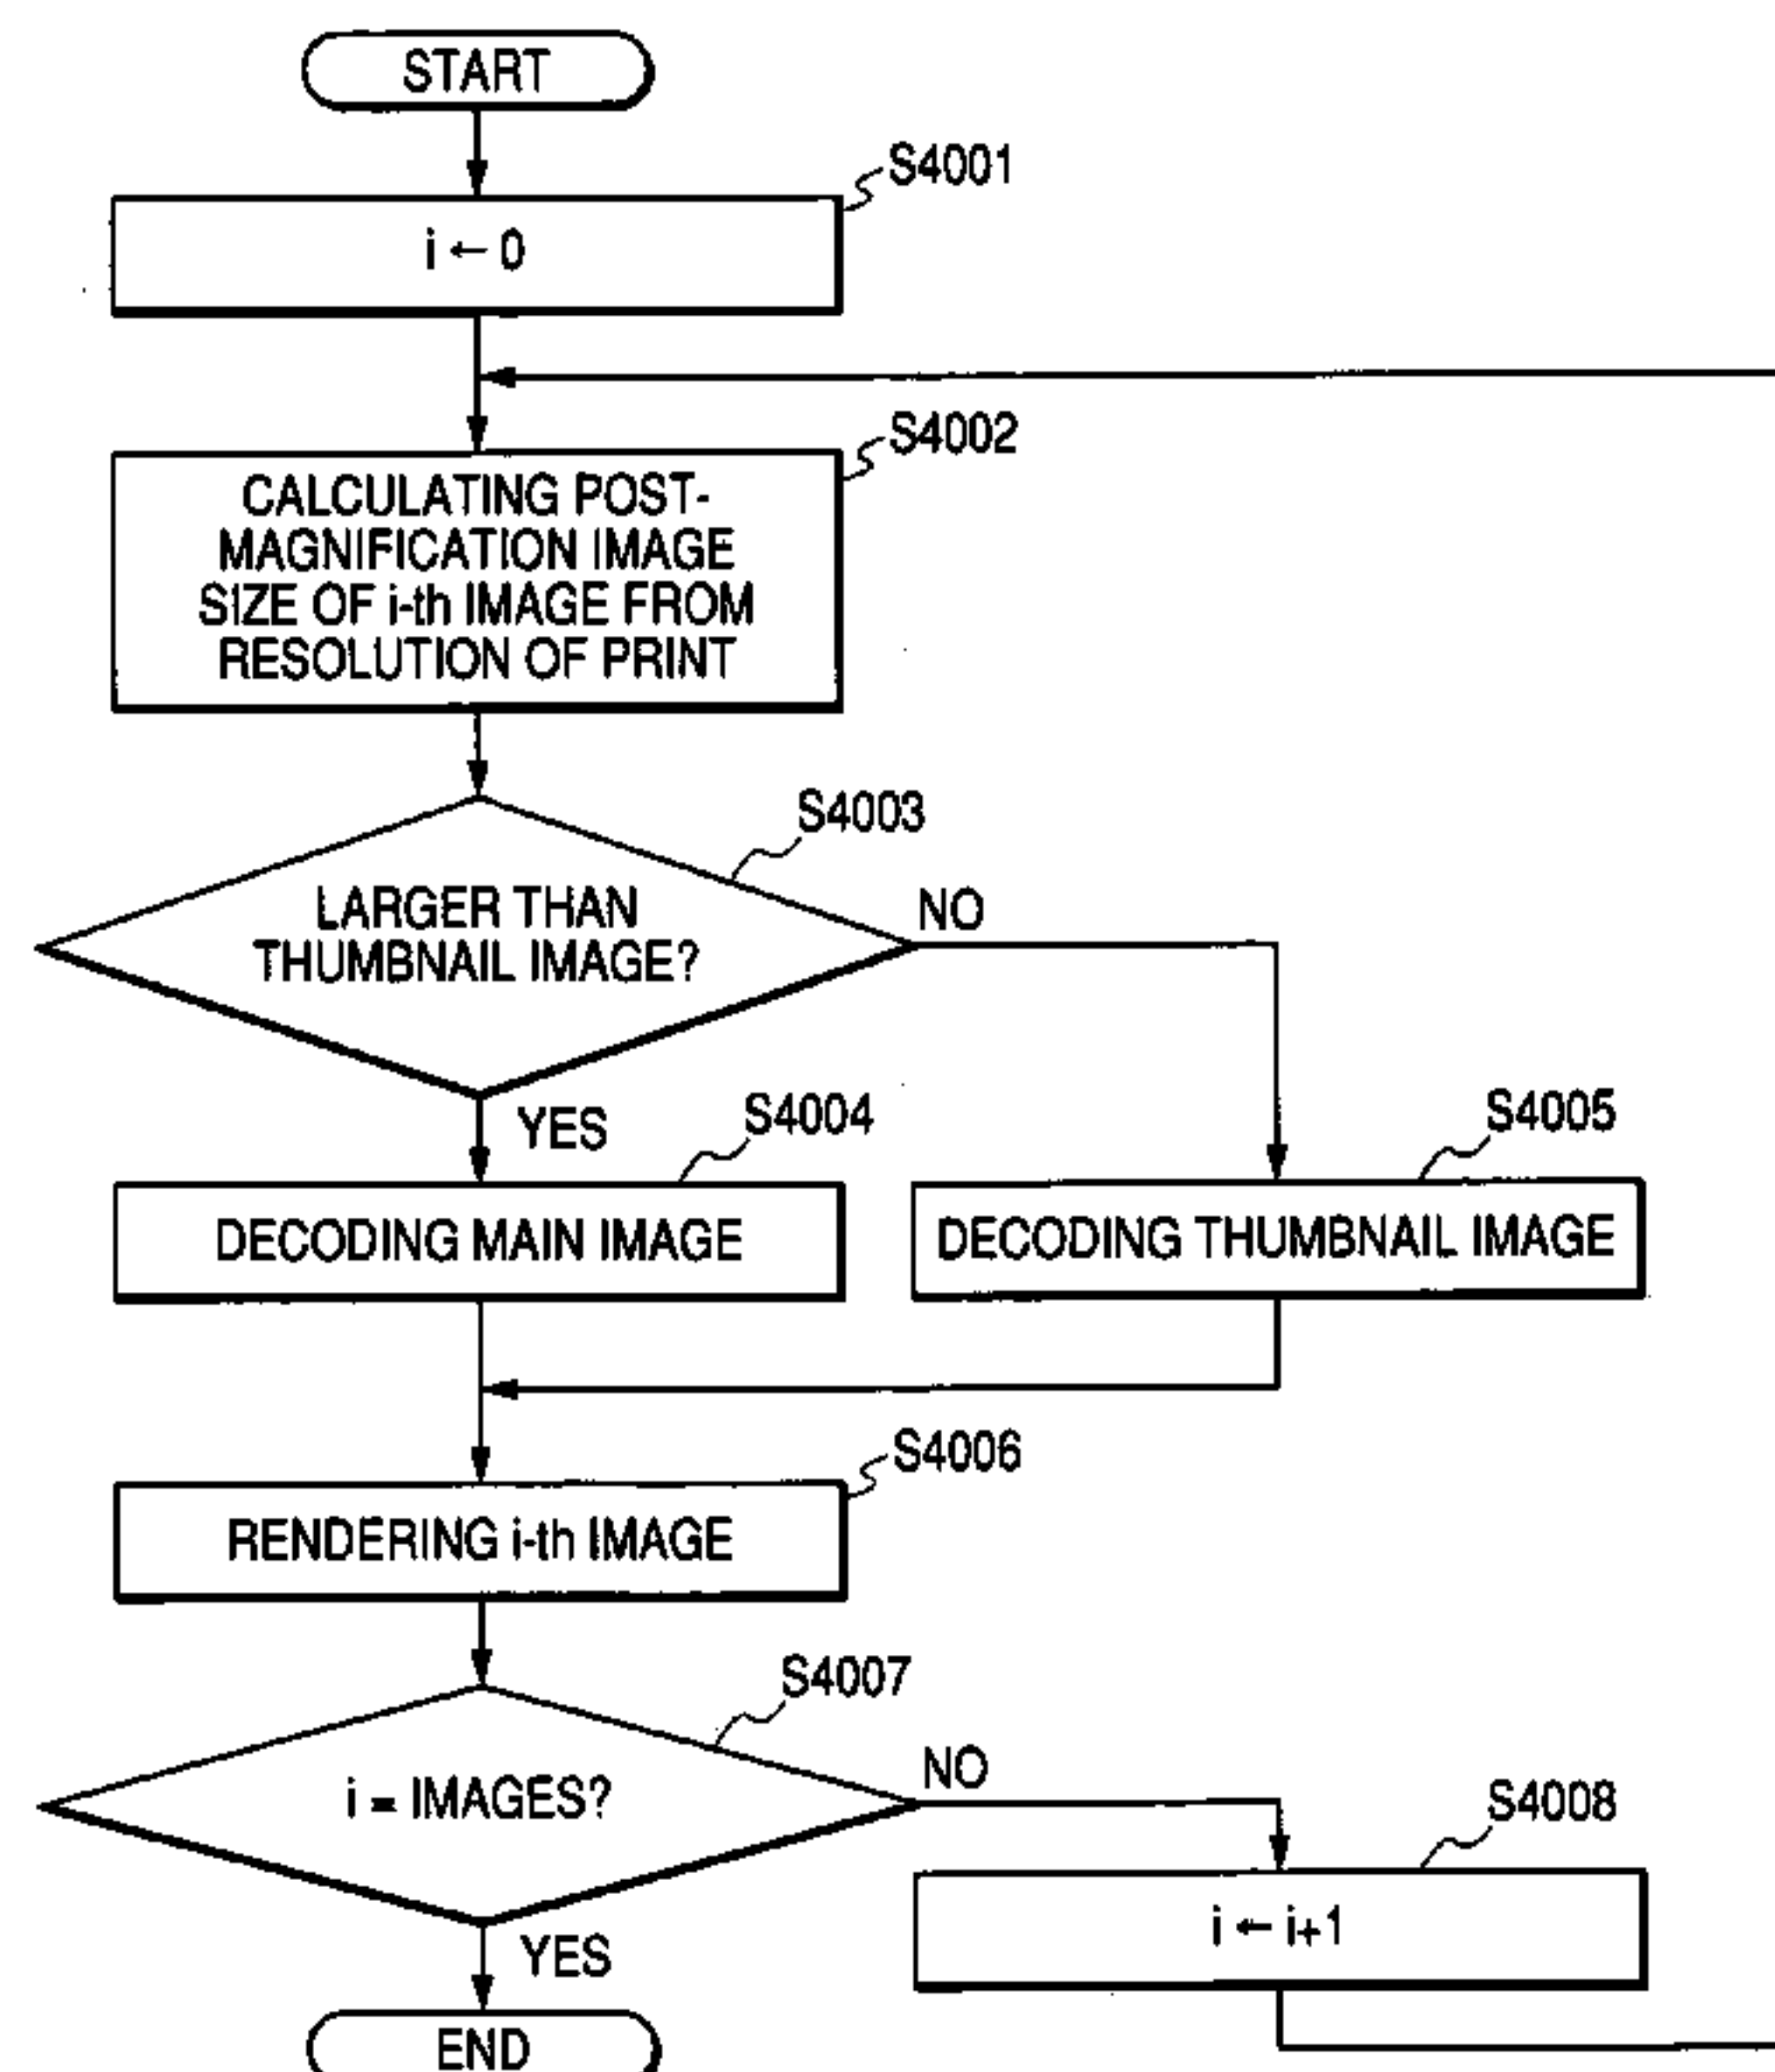 START
S4001
i ← 0
S4002
CALCULATING POST-
MAGNIFICATION IMAGE
SIZE OF i-th IMAGE FROM
RESOLUTION OF PRINT
S4003
LARGER THAN
THUMBNAIL IMAGE?
NO
YES
S4004
DECODING MAIN IMAGE
S4005
DECODING THUMBNAIL IMAGE
S4006
RENDERING i-th IMAGE
S4007
i = IMAGES?
NO
S4008
i ← i+1
YES
END